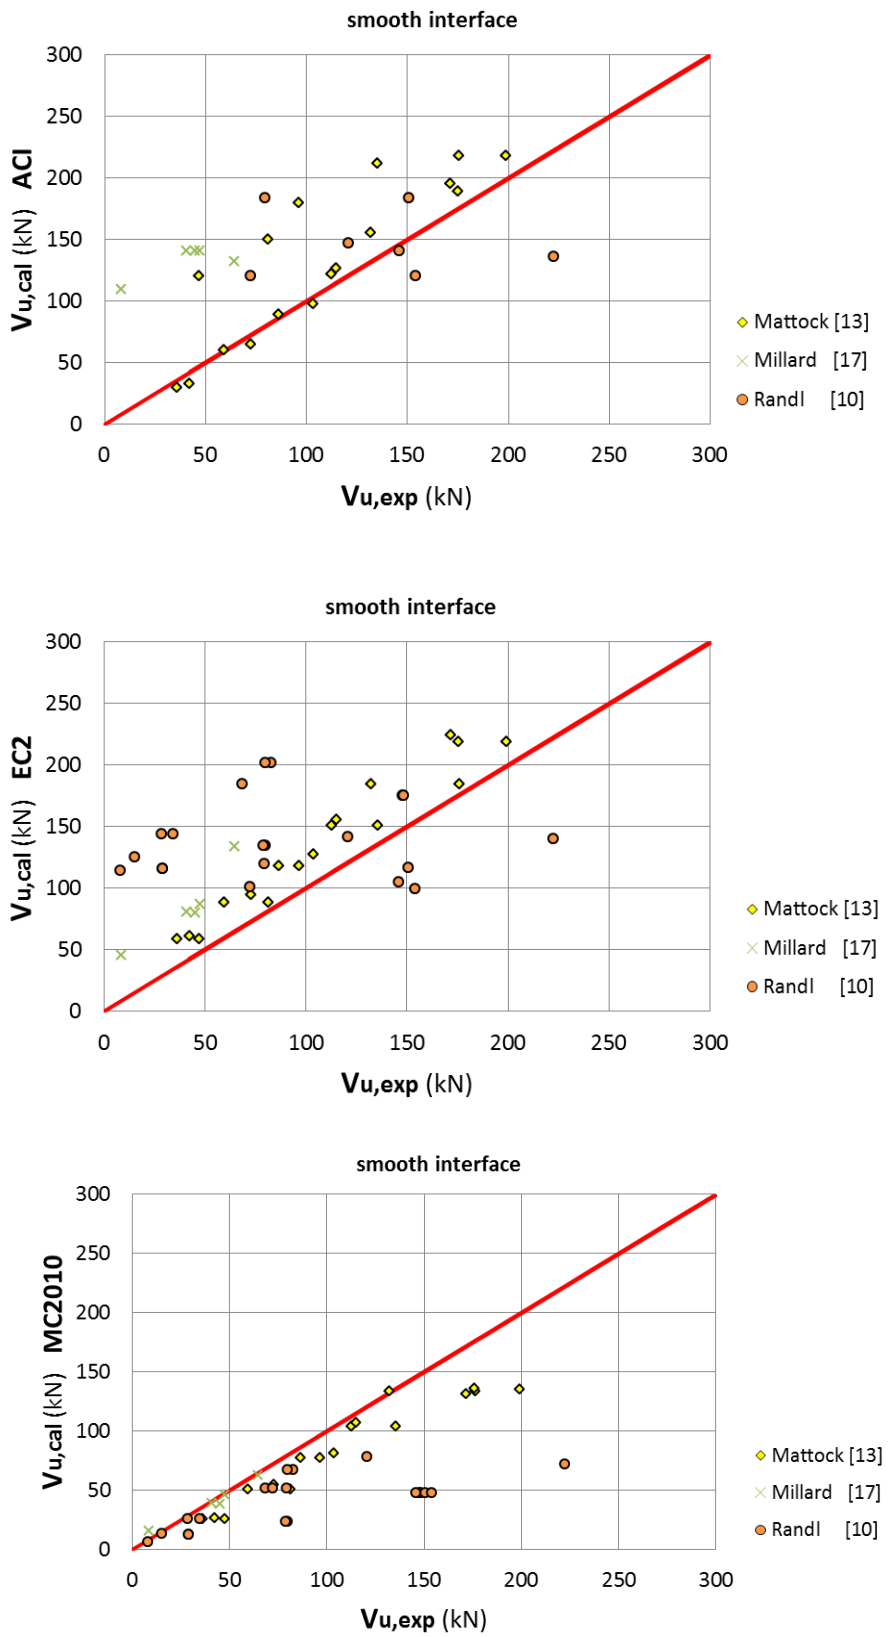 smooth interface
300
250
200
150
100
50
0
0 50 100 150 200 250 300
Vu,cal (kN) ACI
Vu,exp (kN)
Mattock [13]
Millard [17]
Randl [10]
smooth interface
300
250
200
150
100
50
0
0 50 100 150 200 250 300
Vu,cal (kN) EC2
Vu,exp (kN)
Mattock [13]
Millard [17]
Randl [10]
smooth interface
300
250
200
150
100
50
0
0 50 100 150 200 250 300
Vu,cal (kN) MC2010
Vu,exp (kN)
Mattock [13]
Millard [17]
Randl [10]